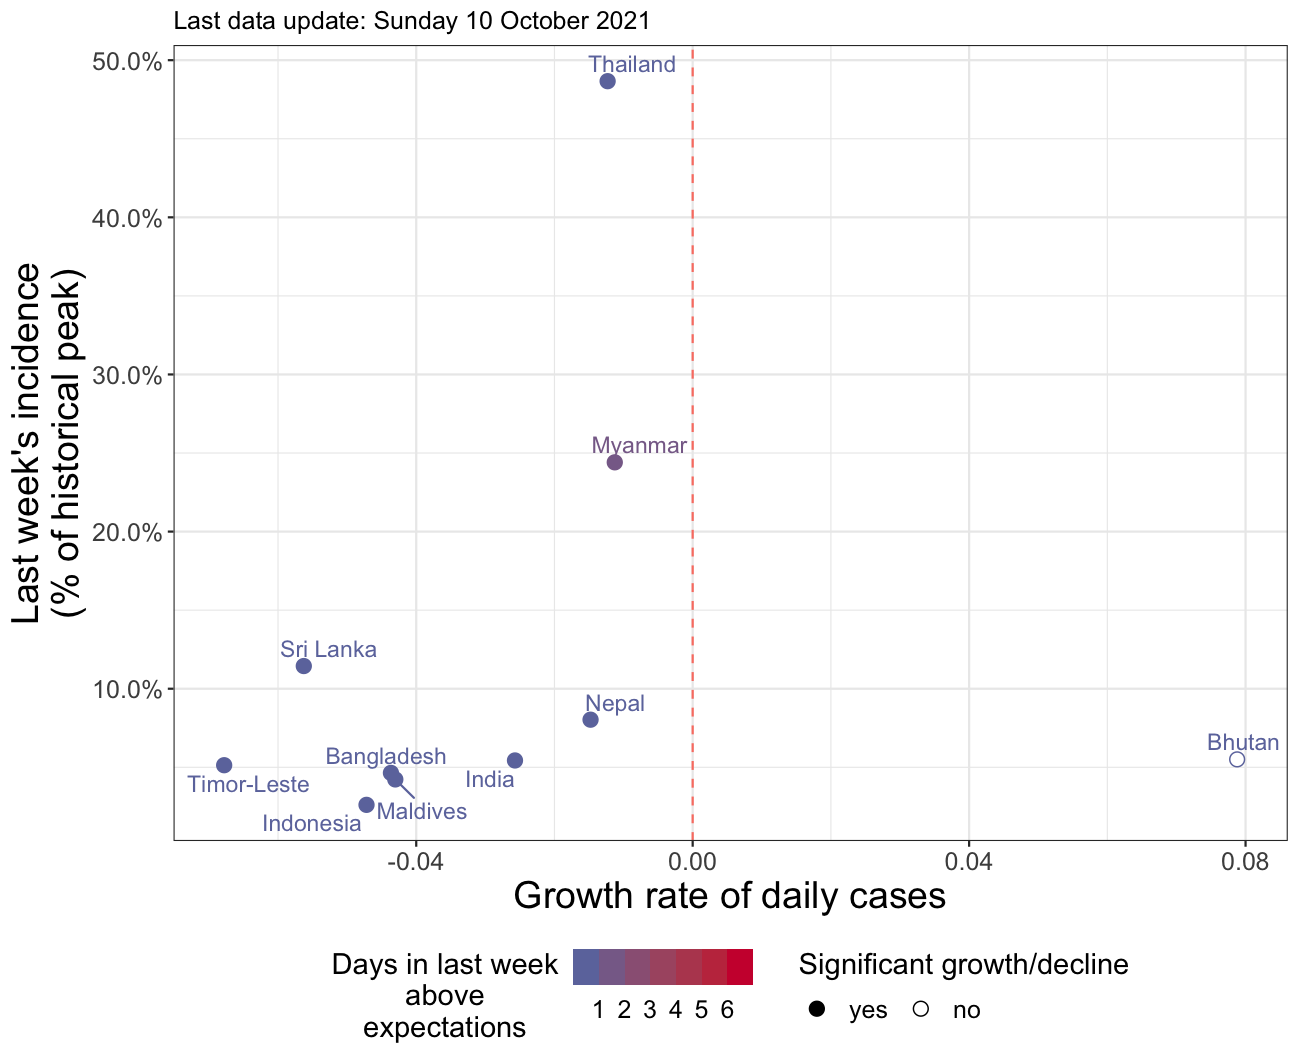 Last data update: Sunday 10 October 2021
50.0%
40.0%
30.0%
20.0%
10.0%
Last week's incidence
(% of historical peak)
Thailand
Myanmar
Sri Lanka
Nepal
Bhutan
Bangladesh
India
Timor-Leste
Maldives
Indonesia
-0.04
0.00
0.04
0.08
Growth rate of daily cases
Days in last week
above
expectations
1 2 3 4 5 6
Significant growth/decline
yes no